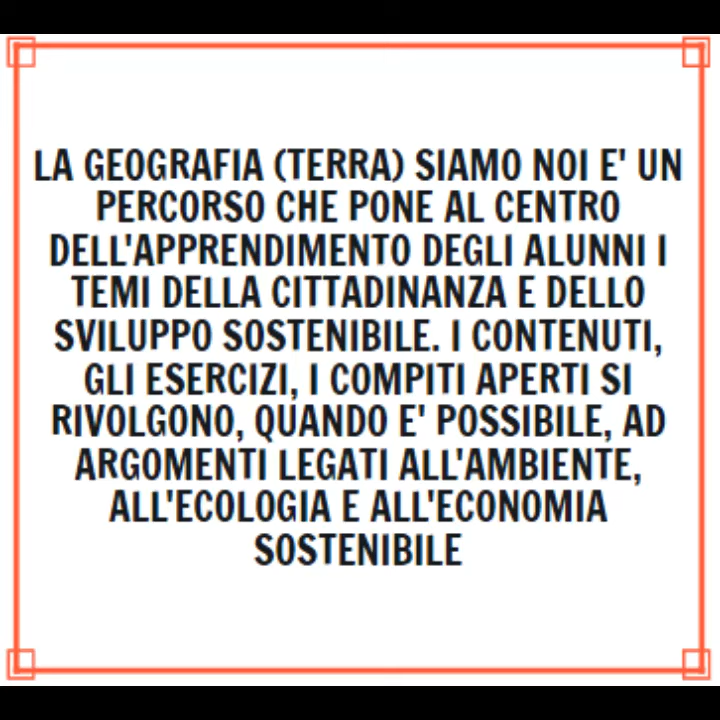 LA GEOGRAFIA (TERRA) SIAMO NOI E' UN
PERCORSO CHE PONE AL CENTRO
DELL'APPRENDIMENTO DEGLI ALUNNI I
TEMI DELLA CITTADINANZA E DELLO
SVILUPPO SOSTENIBILE. I CONTENUTI,
GLI ESERCIZI, I COMPITI APERTI SI
RIVOLGONO, QUANDO E' POSSIBILE, AD
ARGOMENTI LEGATI ALL'AMBIENTE,
ALL'ECOLOGIA E ALL'ECONOMIA
SOSTENIBILE